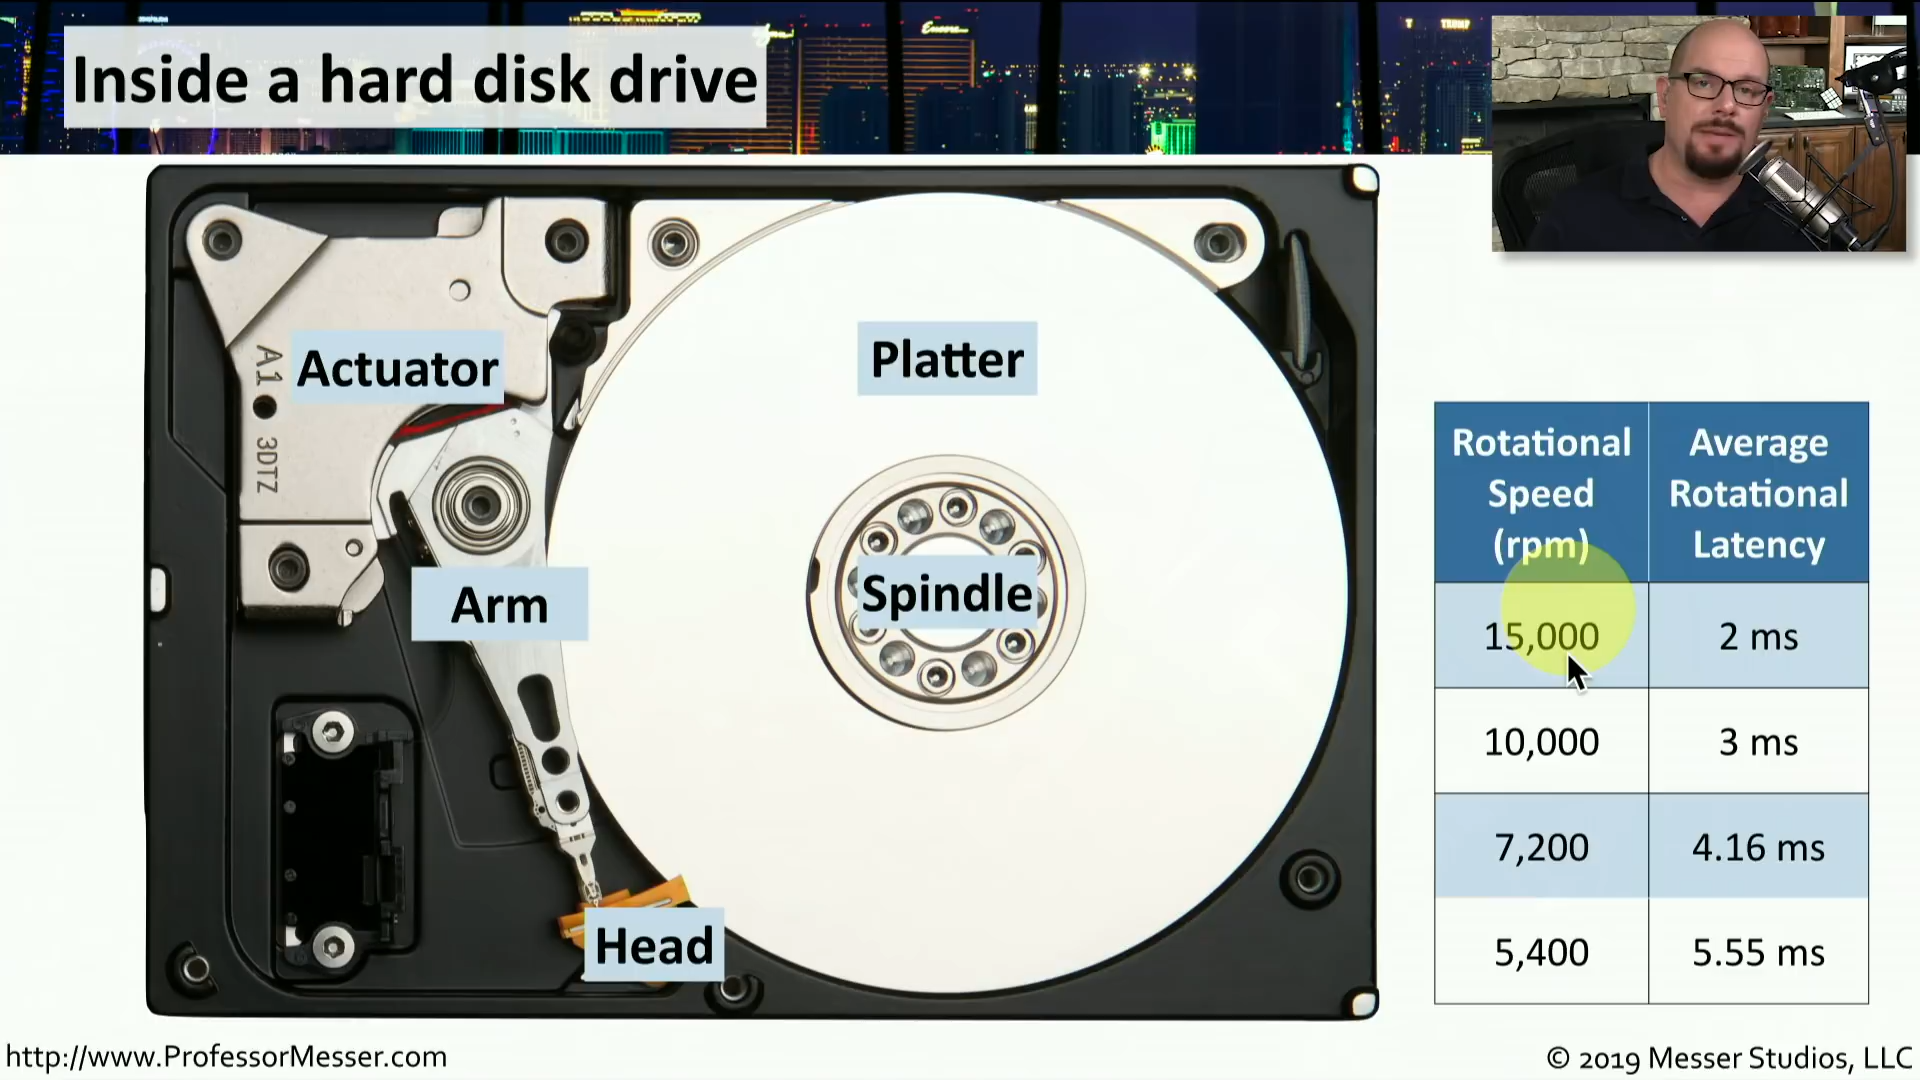 Inside a hard disk drive
Encore
TRUMP
A1
3DTZ
Actuator
Platter
Arm
Spindle
Head
Rotational Speed (rpm)
Average Rotational Latency
15,000
2 ms
10,000
3 ms
7,200
4.16 ms
5,400
5.55 ms
http://www.ProfessorMesser.com
© 2019 Messer Studios, LLC